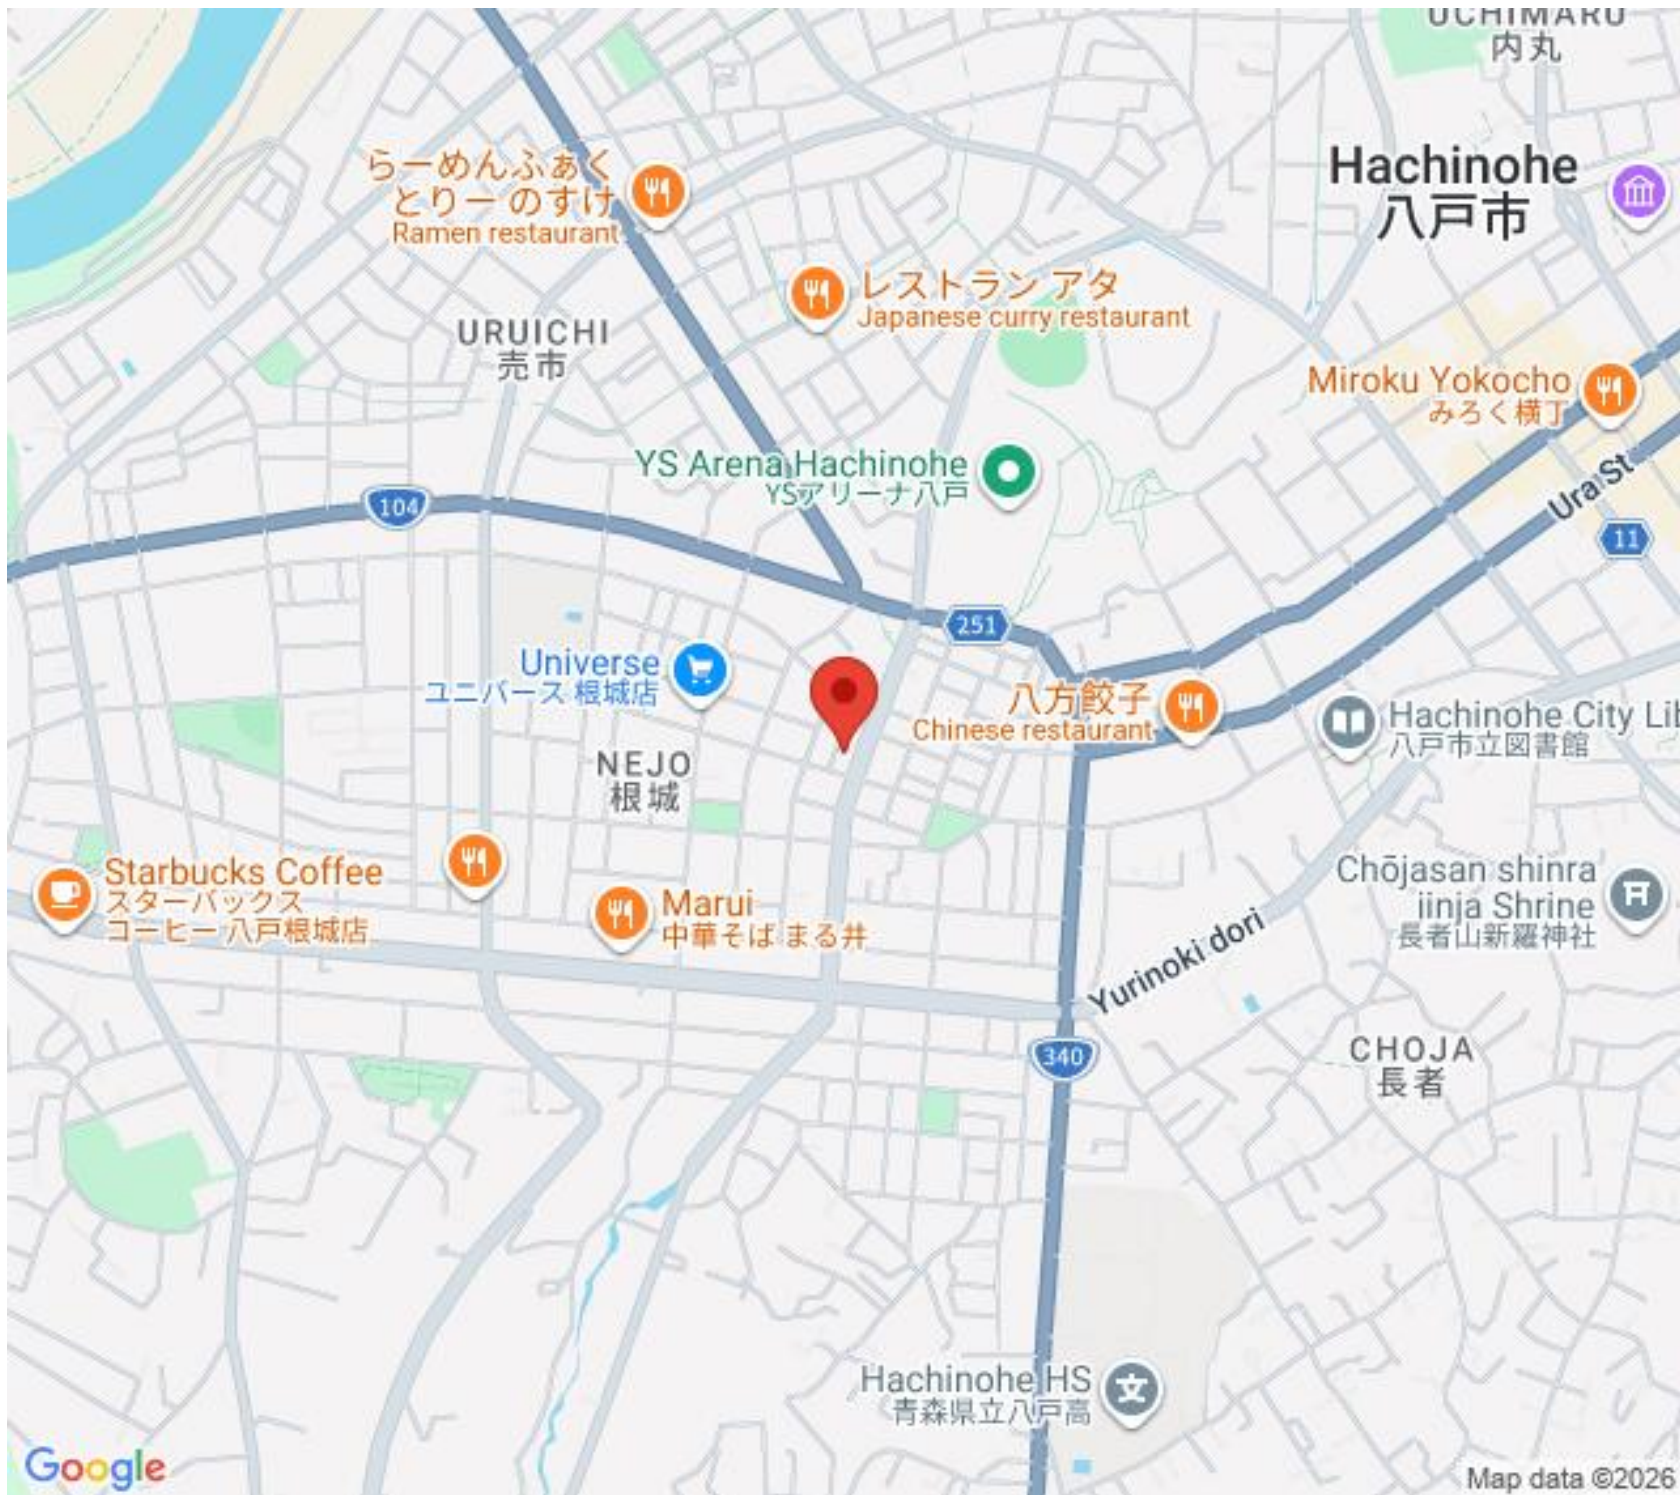 UCHIMARU
内丸
Hachinohe
八戸市
らーめんふぁく
とりー のすけ
Ramen restaurant
レストラン アタ
Japanese curry restaurant
URUICHI
売市
Miroku Yokocho
みろく横丁
YS Arena Hachinohe
YSアリーナ八戸
104
Ura St
11
251
Universe
ユニバース 根城店
八方餃子
Chinese restaurant
Hachinohe City Lib
八戸市立図書館
NEJO
根城
Starbucks Coffee
スターバックス
コーヒー 八戸根城店
Marui
中華そば まる井
Chōjasan shinra
jinja Shrine
長者山新羅神社
Yurinoki dori
340
CHOJA
長者
Hachinohe HS
文
青森県立八戸高
Google
Map data ©2026